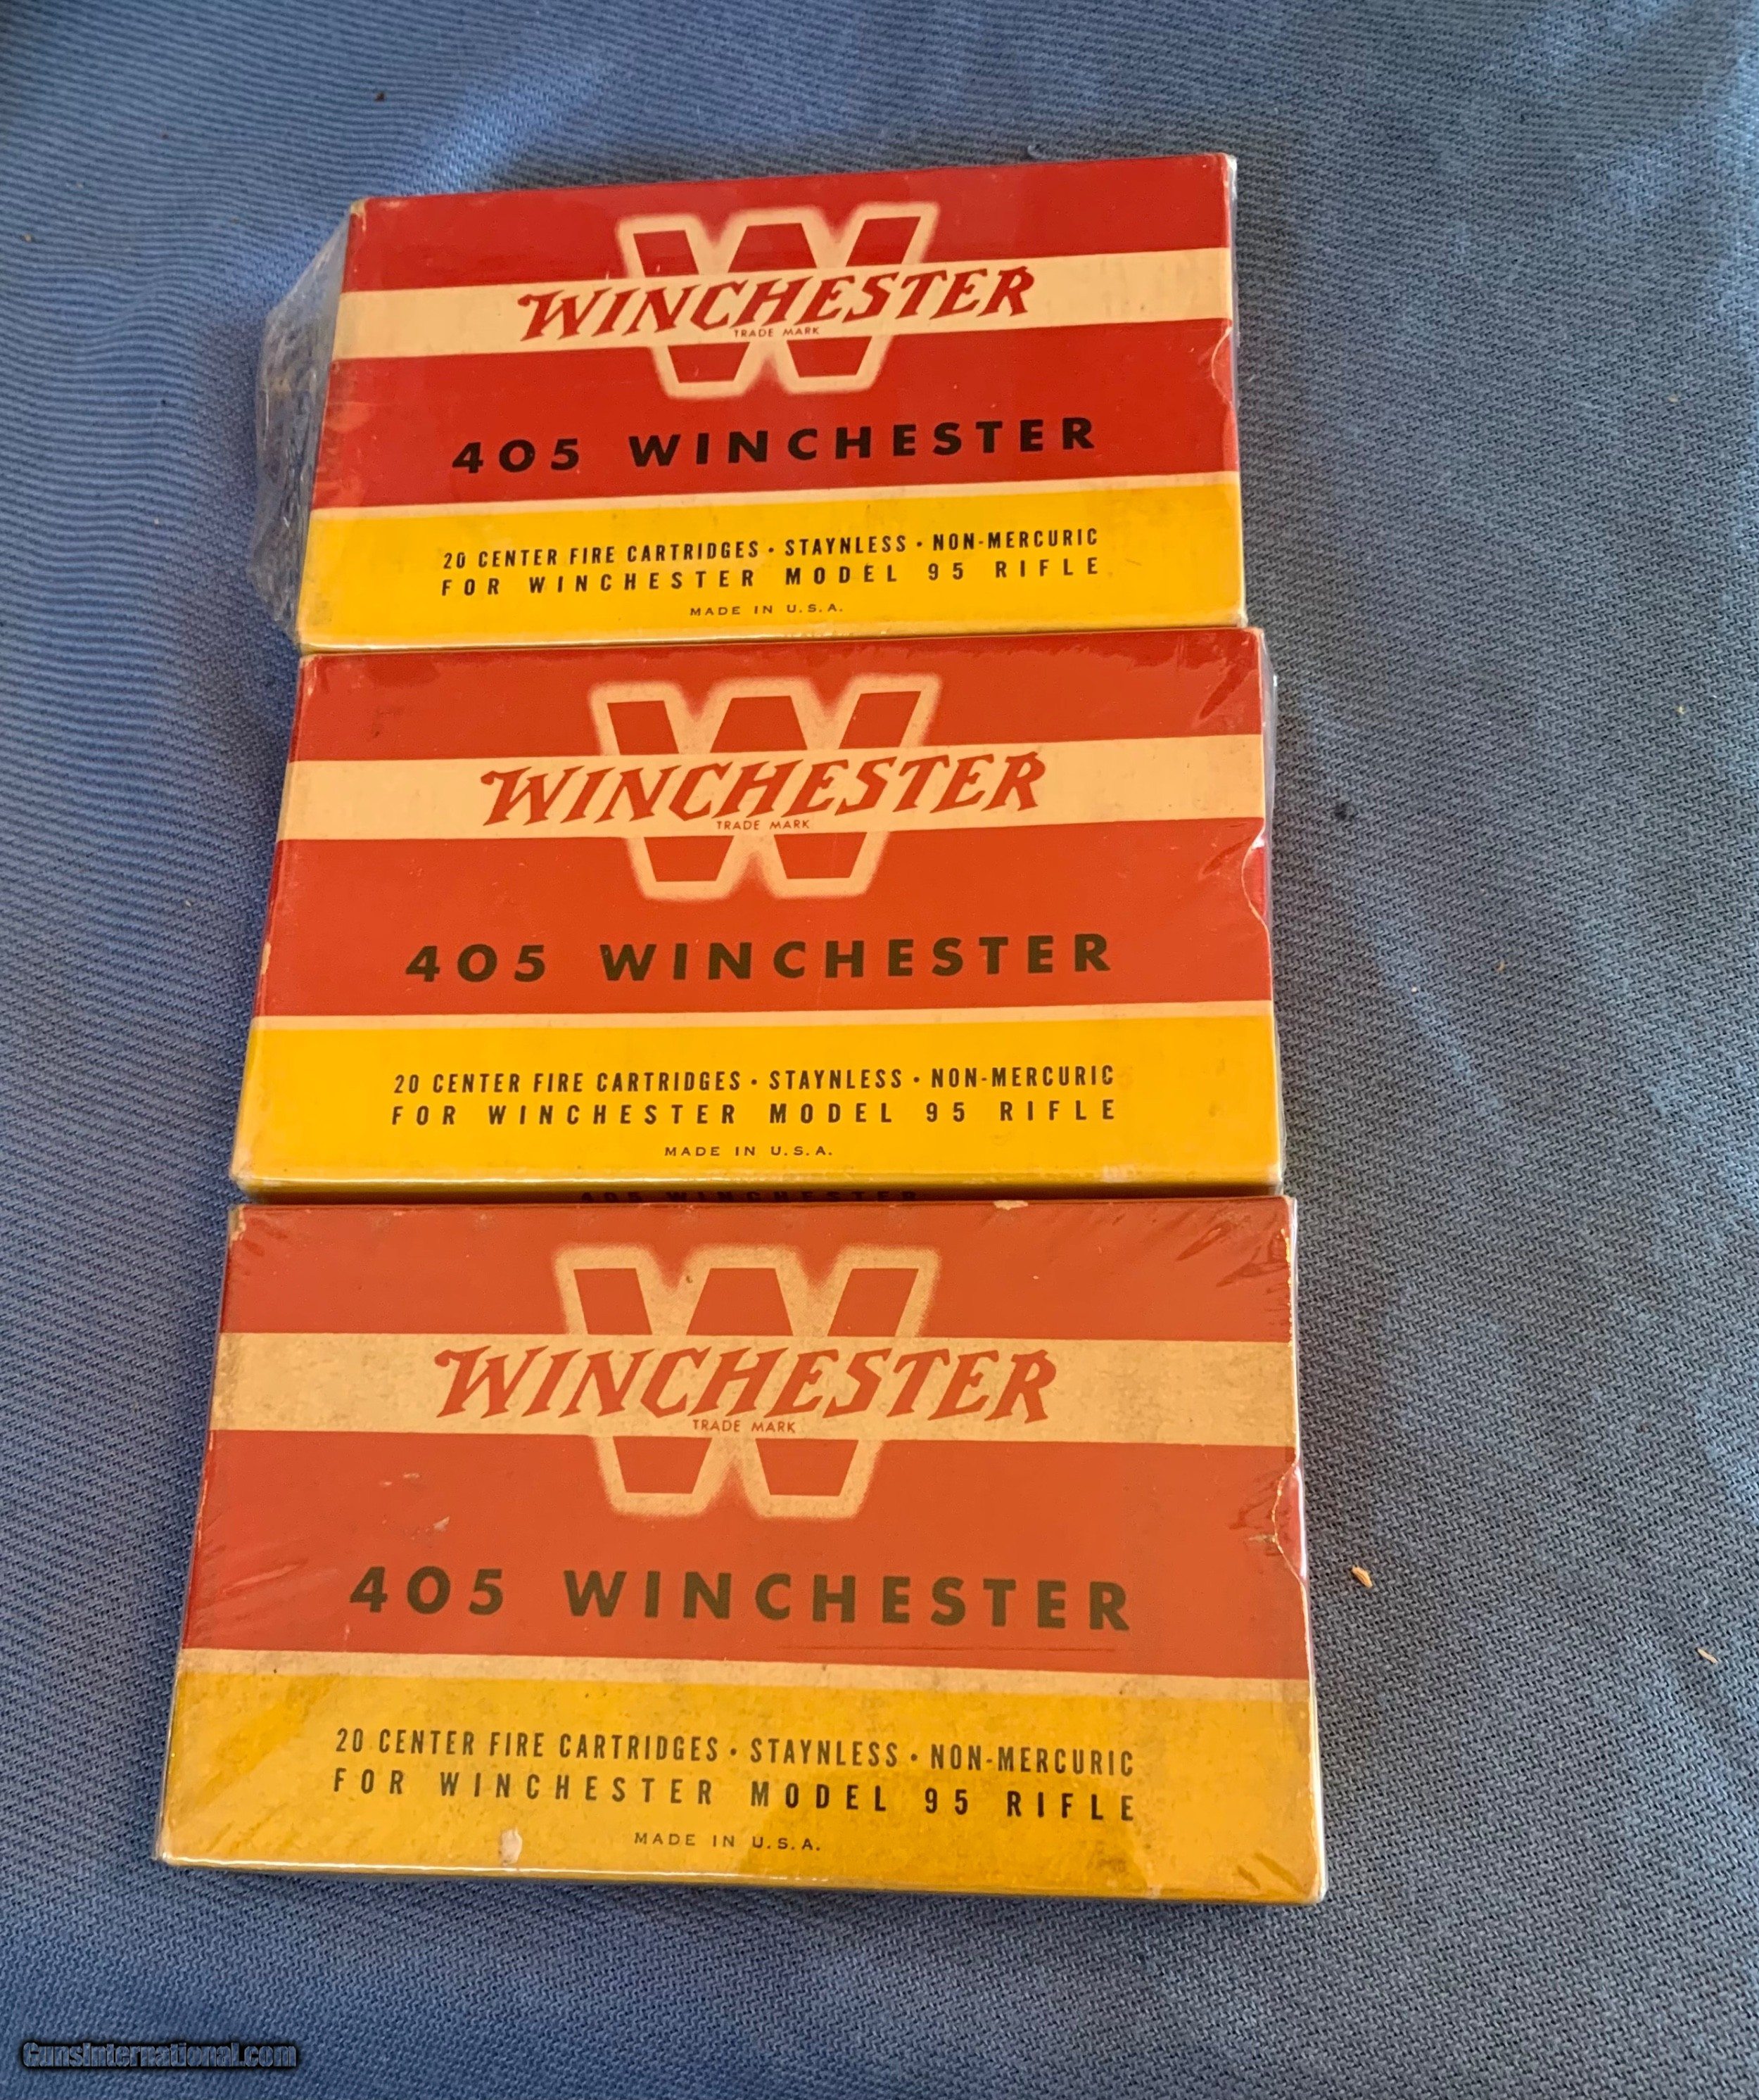 WINCHESTER
TRADE MARK
405 WINCHESTER
20 CENTER FIRE CARTRIDGES • STAYNLESS • NON-MERCURIC
FOR WINCHESTER MODEL 95 RIFLE
MADE IN U.S.A.
WINCHESTER
TRADE MARK
405 WINCHESTER
20 CENTER FIRE CARTRIDGES • STAYNLESS • NON-MERCURIC
FOR WINCHESTER MODEL 95 RIFLE
MADE IN U.S.A.
405 WINCHESTER
WINCHESTER
TRADE MARK
405 WINCHESTER
20 CENTER FIRE CARTRIDGES • STAYNLESS • NON-MERCURIC
FOR WINCHESTER MODEL 95 RIFLE
MADE IN U.S.A.
GunsInternational.com